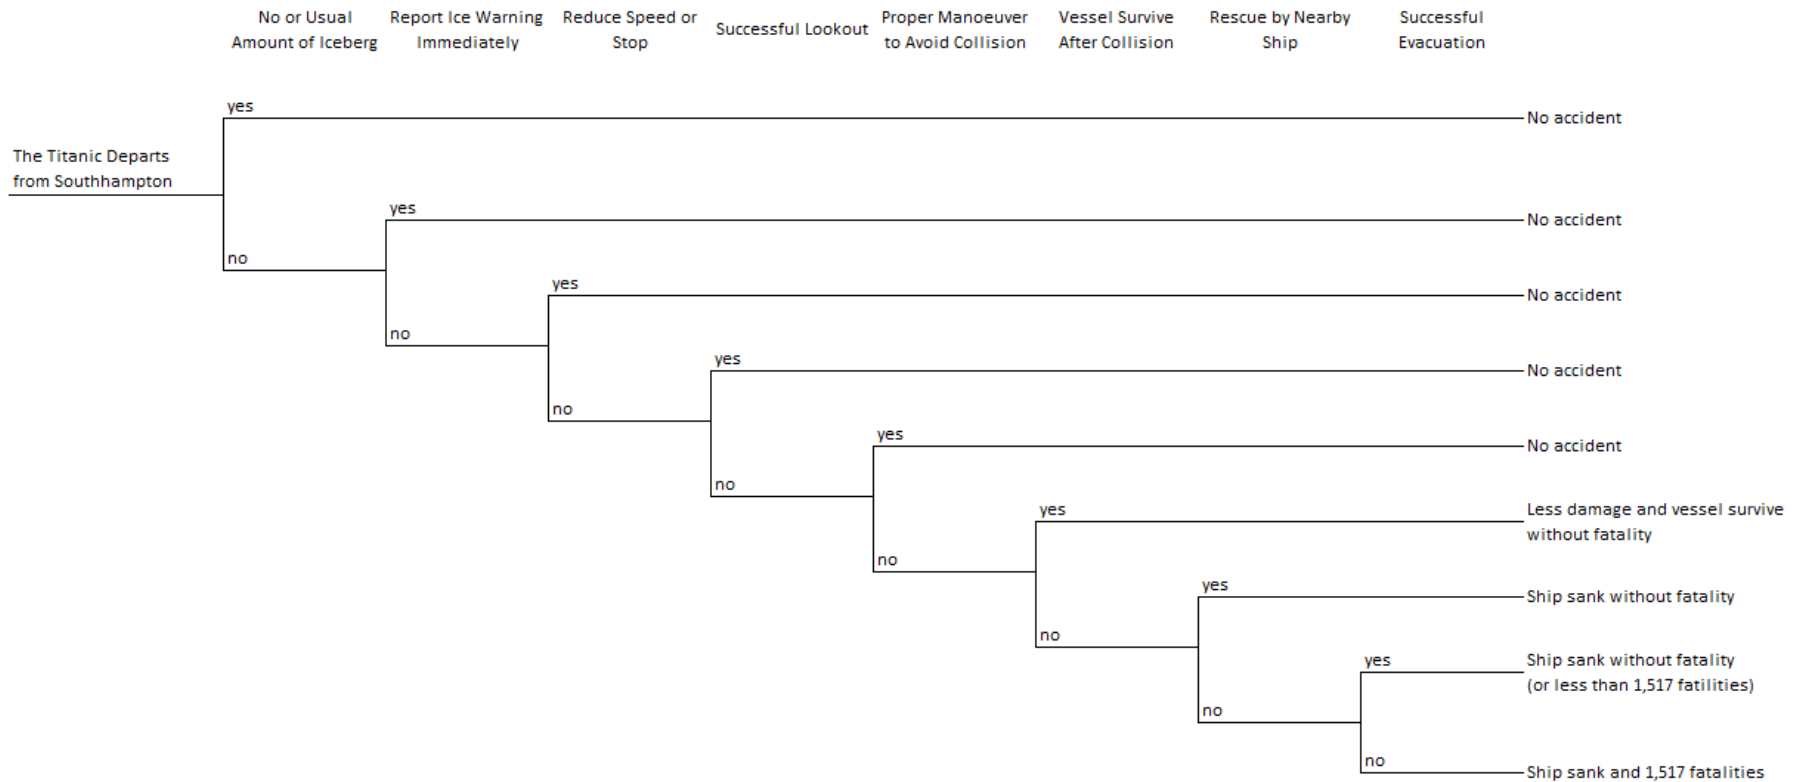 No or Usual
Amount of Iceberg
Report Ice Warning
Immediately
Reduce Speed or
Stop
Successful Lookout
Proper Manoeuver
to Avoid Collision
Vessel Survive
After Collision
Rescue by Nearby
Ship
Successful
Evacuation
yes
No accident
The Titanic Departs
from Southhampton
yes
No accident
no
yes
No accident
no
yes
No accident
no
yes
No accident
no
yes
Less damage and vessel survive
without fatality
no
yes
Ship sank without fatality
no
yes
Ship sank without fatality
(or less than 1,517 fatilities)
no
no
Ship sank and 1,517 fatalities